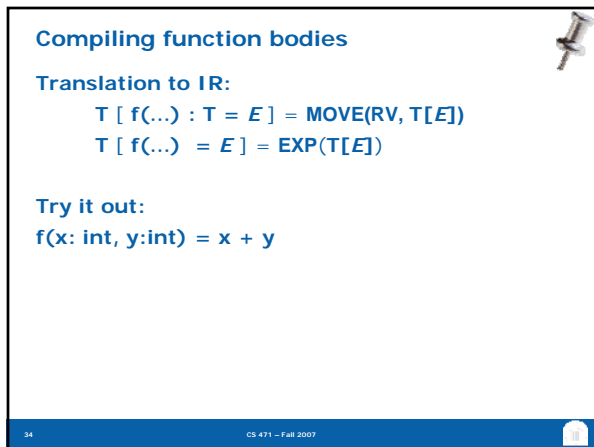 Compiling function bodies
Translation to IR:
T [ f(…) : T = E ] = MOVE(RV, T[E])
T [ f(…) = E ] = EXP(T[E])
Try it out:
f(x: int, y:int) = x + y
34 CS 471 – Fall 2007